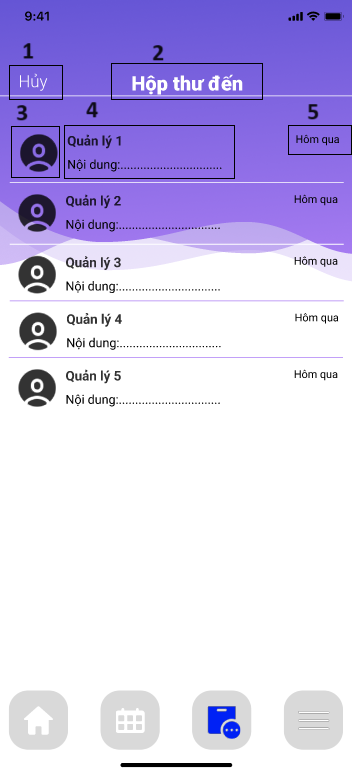 9:41
1
2
Hủy
Hộp thư đến
3
4
5
Quản lý 1
Hôm qua
Nội dung:...............................
Quản lý 2
Hôm qua
Nội dung:...............................
Quản lý 3
Hôm qua
Nội dung:...............................
Quản lý 4
Hôm qua
Nội dung:...............................
Quản lý 5
Hôm qua
Nội dung:...............................